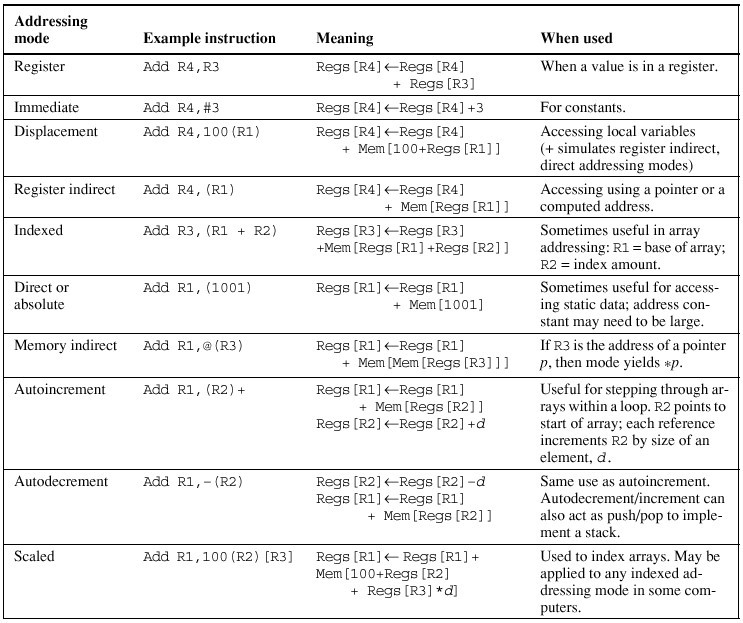 Addressing mode Example instruction Meaning When used
Register Add R4,R3 Regs[R4]←Regs[R4] When a value is in a register.
+ Regs[R3]
Immediate Add R4,#3 Regs[R4]←Regs[R4]+3 For constants.
Displacement Add R4,100(R1) Regs[R4]←Regs[R4] Accessing local variables
+ Mem[100+Regs[R1]] (+ simulates register indirect,
direct addressing modes)
Register indirect Add R4,(R1) Regs[R4]←Regs[R4] Accessing using a pointer or a
+ Mem[Regs[R1]] computed address.
Indexed Add R3,(R1 + R2) Regs[R3]←Regs[R3] Sometimes useful in array
+Mem[Regs[R1]+Regs[R2]] addressing: R1 = base of array;
R2 = index amount.
Direct or Add R1,(1001) Regs[R1]←Regs[R1] Sometimes useful for access-
absolute + Mem[1001] ing static data; address con-
stant may need to be large.
Memory indirect Add R1,@(R3) Regs[R1]←Regs[R1] If R3 is the address of a pointer
+ Mem[Mem[Regs[R3]]] p, then mode yields *p.
Autoincrement Add R1,(R2)+ Regs[R1]←Regs[R1] Useful for stepping through ar-
+ Mem[Regs[R2]] rays within a loop. R2 points to
Regs[R2]←Regs[R2]+d start of array; each reference
increments R2 by size of an
element, d.
Autodecrement Add R1,−(R2) Regs[R2]←Regs[R2]−d Same use as autoincrement.
Regs[R1]←Regs[R1] Autodecrement/increment can
+ Mem[Regs[R2]] also act as push/pop to imple-
ment a stack.
Scaled Add R1,100(R2)[R3] Regs[R1]← Regs[R1]+ Used to index arrays. May be
Mem[100+Regs[R2] applied to any indexed ad-
+ Regs[R3]*d] dressing mode in some com-
puters.